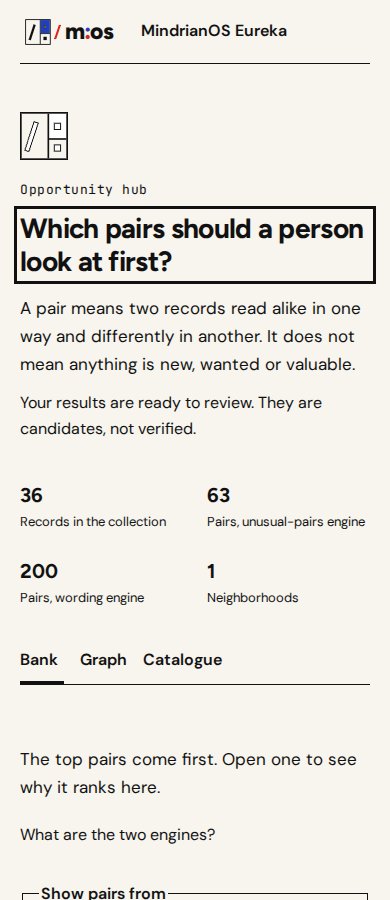 / m:os MindrianOS Eureka
Opportunity hub
Which pairs should a person
look at first?
A pair means two records read alike in one
way and differently in another. It does not
mean anything is new, wanted or valuable.
Your results are ready to review. They are
candidates, not verified.
36 63
Records in the collection Pairs, unusual-pairs engine
200 1
Pairs, wording engine Neighborhoods
Bank Graph Catalogue
The top pairs come first. Open one to see
why it ranks here.
What are the two engines?
Show pairs from